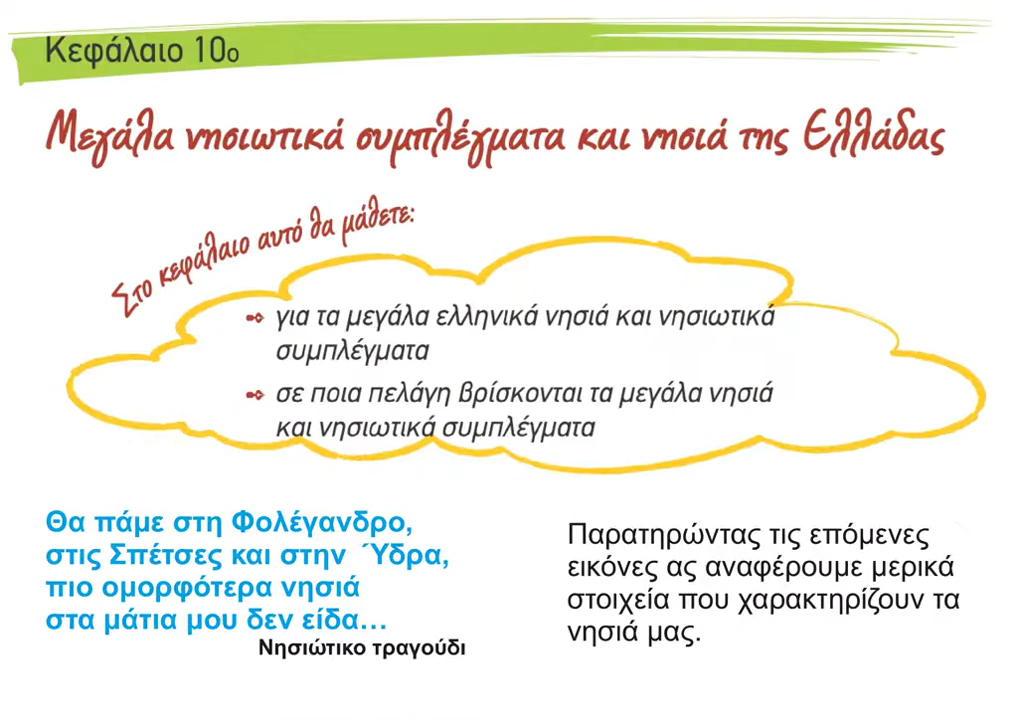 Κεφάλαιο 10ο
Μεγάλα νησιωτικά συμπλέγματα και νησιά της Ελλάδας
Στο κεφάλαιο αυτό θα μάθετε:
για τα μεγάλα ελληνικά νησιά και νησιωτικά
συμπλέγματα
σε ποια πελάγη βρίσκονται τα μεγάλα νησιά
και νησιωτικά συμπλέγματα
Θα πάμε στη Φολέγανδρο,
στις Σπέτσες και στην ΄Υδρα,
πιο ομορφότερα νησιά
στα μάτια μου δεν είδα…
Νησιώτικο τραγούδι
Παρατηρώντας τις επόμενες
εικόνες ας αναφέρουμε μερικά
στοιχεία που χαρακτηρίζουν τα
νησιά μας.